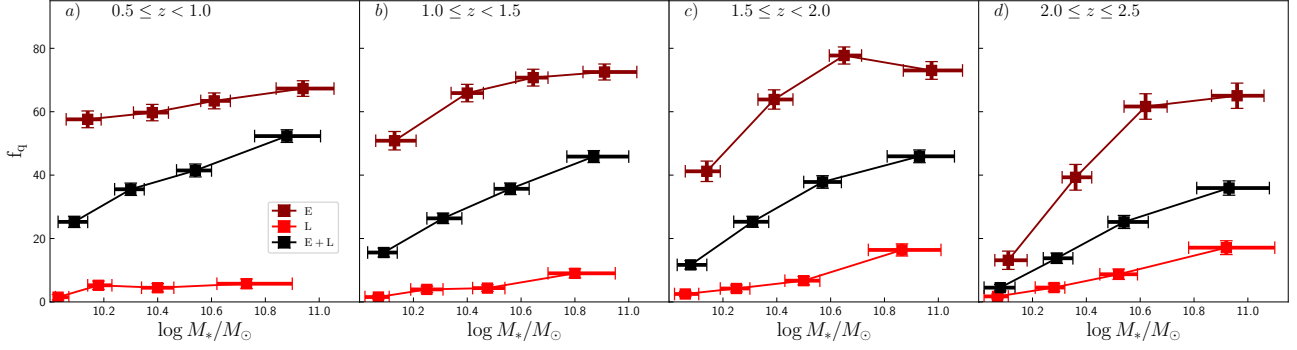 a) 0.5 ≤ z < 1.0
b) 1.0 ≤ z < 1.5
c) 1.5 ≤ z < 2.0
d) 2.0 ≤ z ≤ 2.5
f_q
80
60
40
20
0
E
L
E + L
10.2 10.4 10.6 10.8 11.0
10.2 10.4 10.6 10.8 11.0
10.2 10.4 10.6 10.8 11.0
10.2 10.4 10.6 10.8 11.0
log M_*/M_⊙
log M_*/M_⊙
log M_*/M_⊙
log M_*/M_⊙